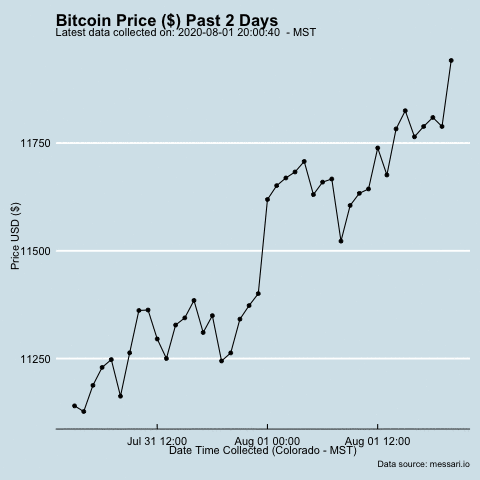 Bitcoin Price ($) Past 2 Days
Latest data collected on: 2020-08-01 20:00:40  - MST
11750
11500
11250
Price USD ($)
Jul 31 12:00 Aug 01 00:00 Aug 01 12:00
Date Time Collected (Colorado - MST)
Data source: messari.io